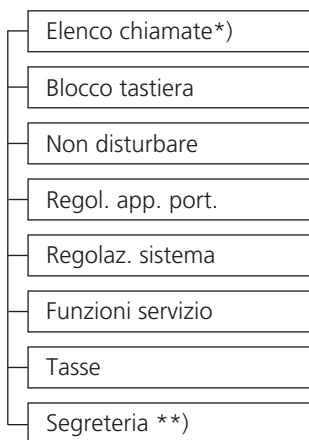 Elenco chiamate*)
Blocco tastiera
Non disturbare
Regol. app. port.
Regolaz. sistema
Funzioni servizio
Tasse
Segreteria **)